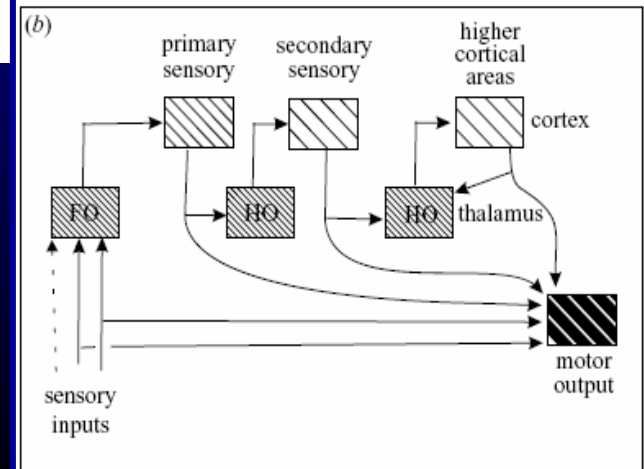 (b)
primary
sensory
secondary
sensory
higher
cortical
areas
cortex
FO
HO
HO
thalamus
motor
output
sensory
inputs